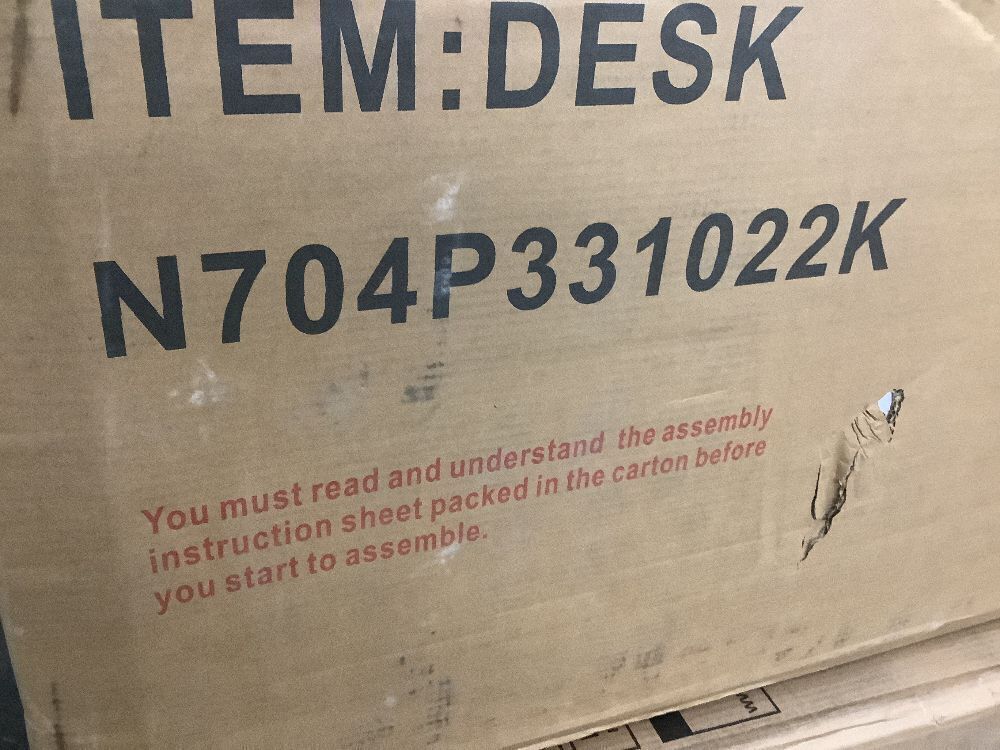 ITEM:DESK
N704P331022K
You must read and understand the assembly
instruction sheet packed in the carton before
you start to assemble.